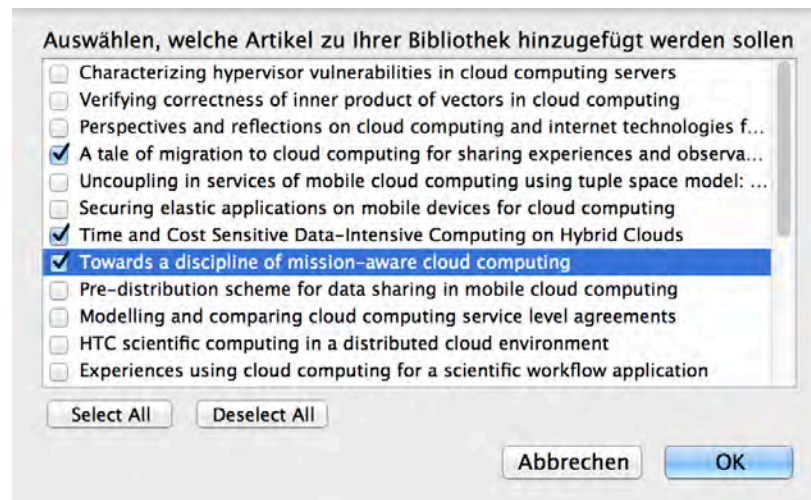 Auswählen, welche Artikel zu Ihrer Bibliothek hinzugefügt werden sollen
Characterizing hypervisor vulnerabilities in cloud computing servers
Verifying correctness of inner product of vectors in cloud computing
Perspectives and reflections on cloud computing and internet technologies f...
A tale of migration to cloud computing for sharing experiences and observa...
Uncoupling in services of mobile cloud computing using tuple space model: ...
Securing elastic applications on mobile devices for cloud computing
Time and Cost Sensitive Data-Intensive Computing on Hybrid Clouds
Towards a discipline of mission-aware cloud computing
Pre-distribution scheme for data sharing in mobile cloud computing
Modelling and comparing cloud computing service level agreements
HTC scientific computing in a distributed cloud environment
Experiences using cloud computing for a scientific workflow application
Select All Deselect All
Abbrechen OK